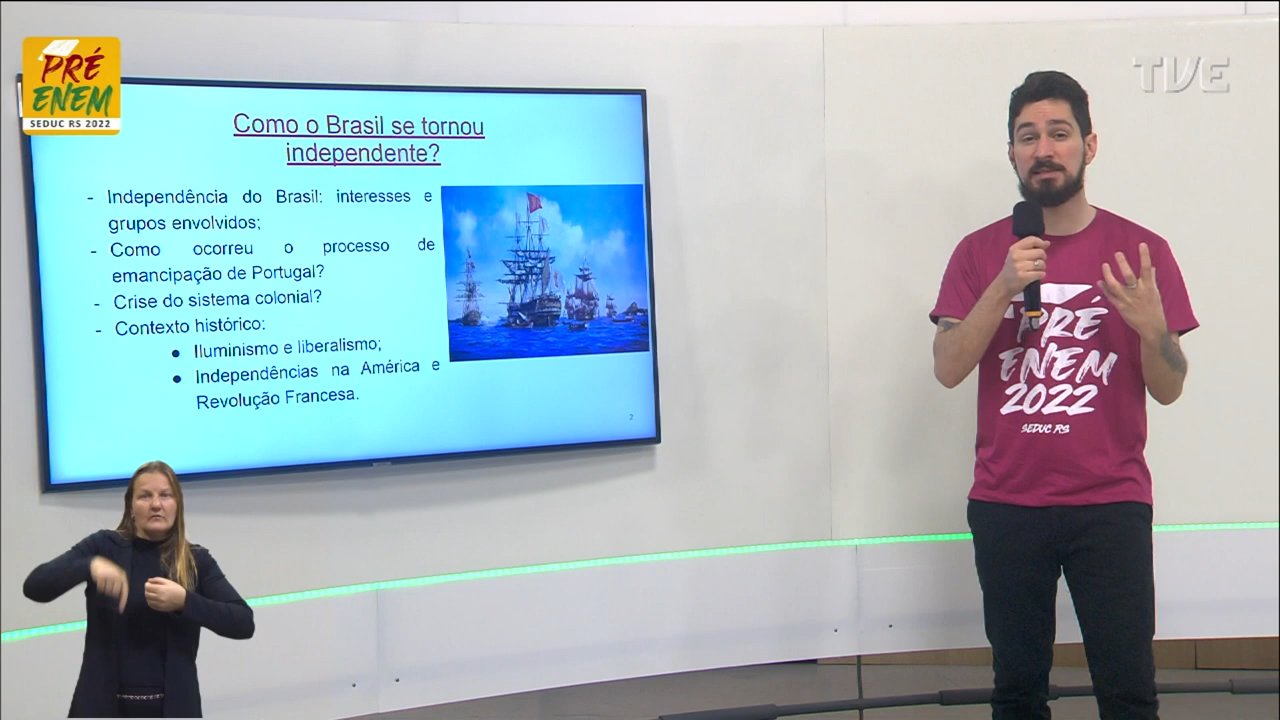 PRÉ
ENEM
SEDUC RS 2022
TVE
Como o Brasil se tornou
independente?
- Independência do Brasil: interesses e
grupos envolvidos;
- Como ocorreu o processo de
emancipação de Portugal?
- Crise do sistema colonial?
- Contexto histórico:
● Iluminismo e liberalismo;
● Independências na América e
Revolução Francesa.
2
PRÉ
ENEM
2022
SEDUC RS